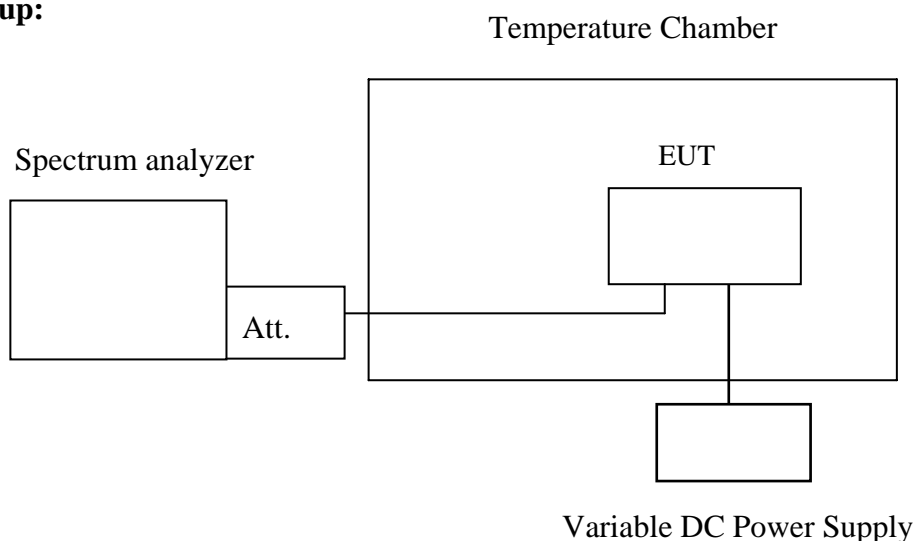 up:
Temperature Chamber
Spectrum analyzer
EUT
Att.
Variable DC Power Supply